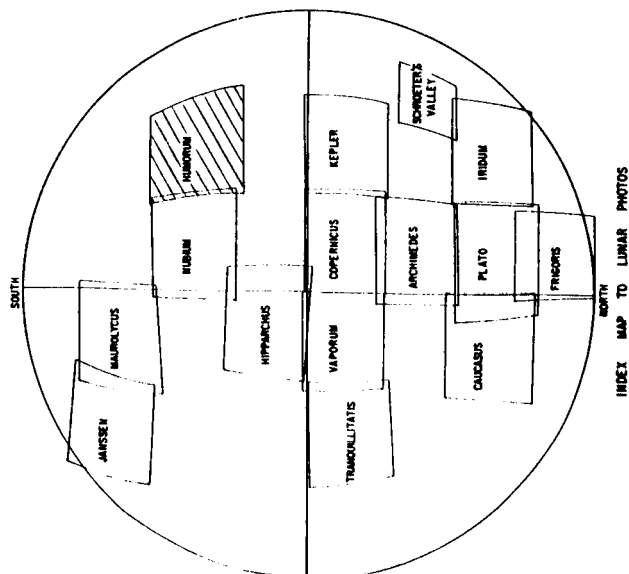 SOUTH
HUMORUM
NUBIUM
MAUROLYCUS
JANSSEN
HIPPARCHUS
SCHROETER'S
VALLEY
KEPLER
IRIDUM
COPERNICUS
ARCHIMEDES
PLATO
FRIGORIS
VAPORUM
CAUCASUS
TRANQUILLITATIS
NORTH
INDEX MAP TO LUNAR PHOTOS